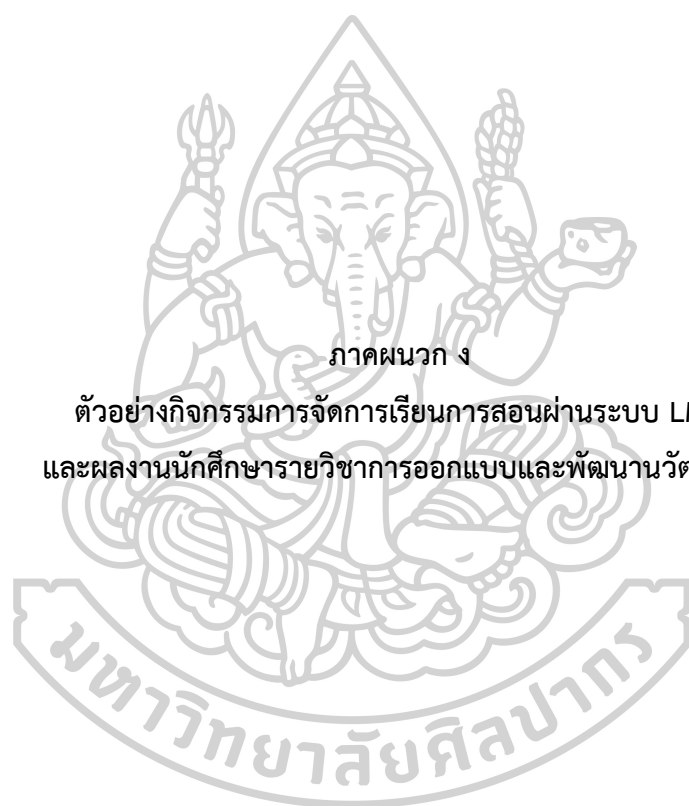 ภาคผนวก ง
ตัวอย่างกิจกรรมการจัดการเรียนการสอนผ่านระบบ
และผลงานนักศึกษารายวิชาการออกแบบและพัฒนา
มหาวิทยาลัยศิลปากร